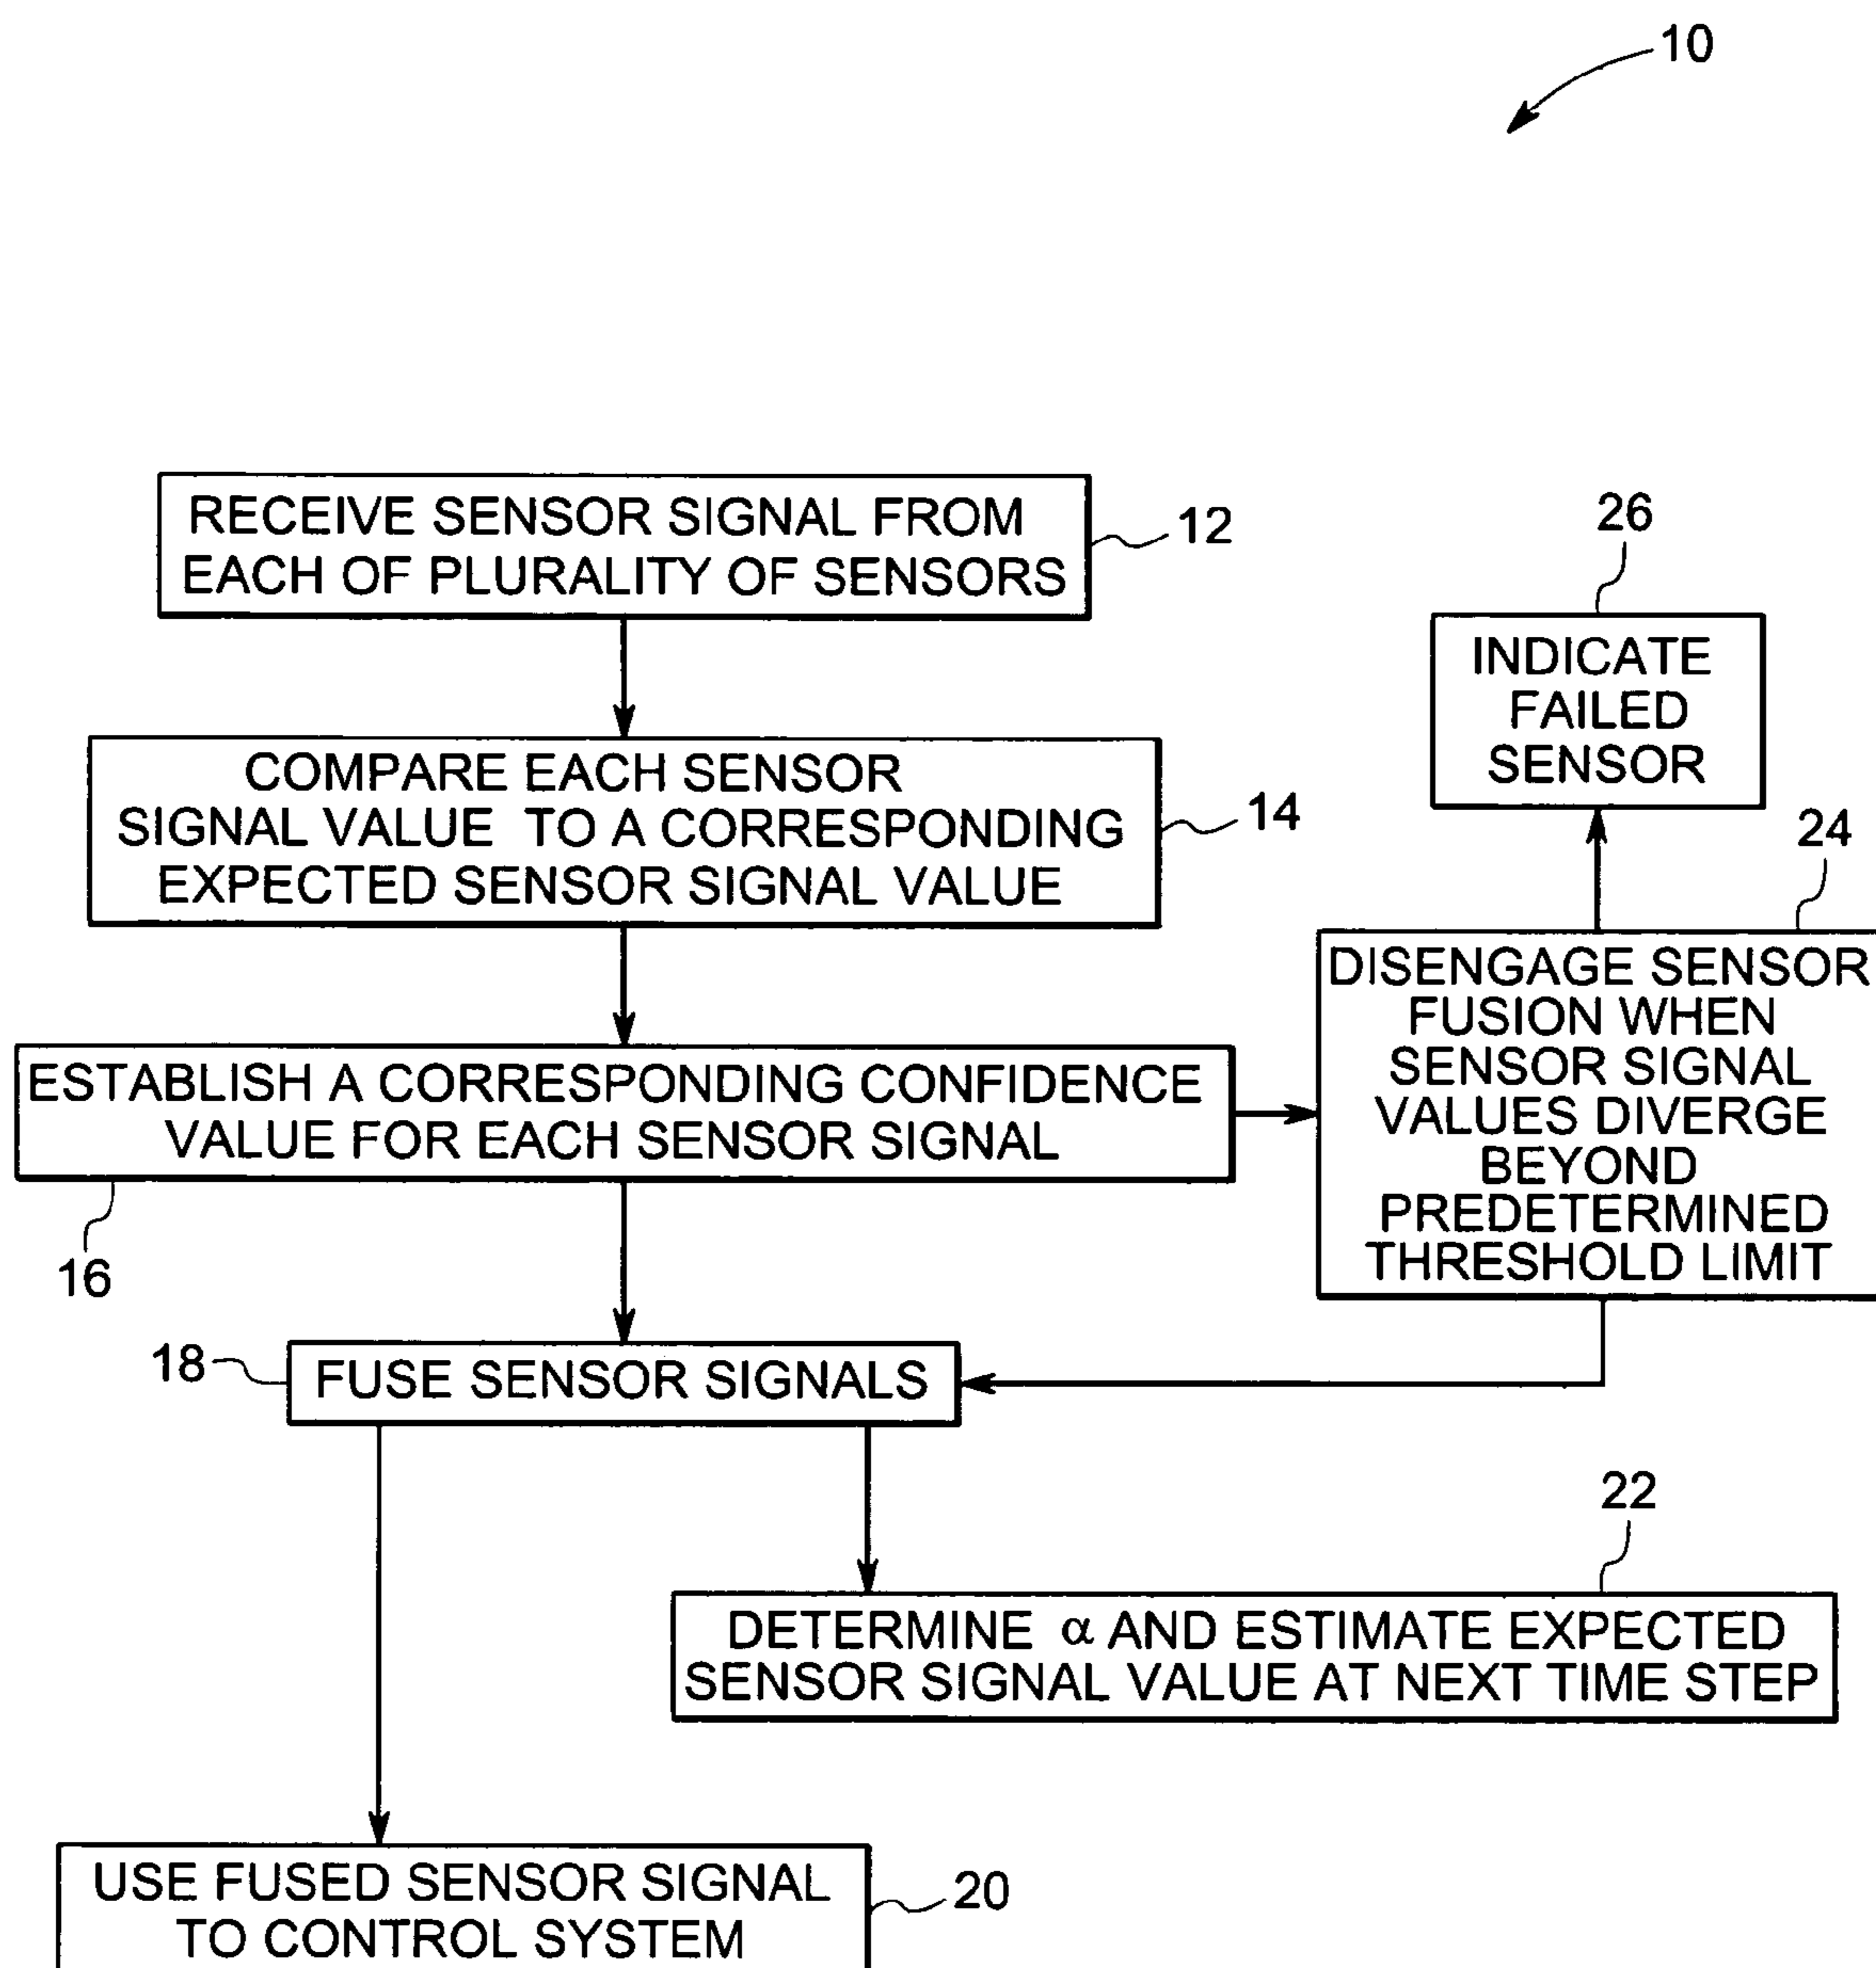 10
RECEIVE SENSOR SIGNAL FROM
EACH OF PLURALITY OF SENSORS
12
COMPARE EACH SENSOR
SIGNAL VALUE TO A CORRESPONDING
EXPECTED SENSOR SIGNAL VALUE
14
ESTABLISH A CORRESPONDING CONFIDENCE
VALUE FOR EACH SENSOR SIGNAL
16
26
INDICATE
FAILED
SENSOR
24
DISENGAGE SENSOR
FUSION WHEN
SENSOR SIGNAL
VALUES DIVERGE
BEYOND
PREDETERMINED
THRESHOLD LIMIT
18
FUSE SENSOR SIGNALS
22
DETERMINE α AND ESTIMATE EXPECTED
SENSOR SIGNAL VALUE AT NEXT TIME STEP
USE FUSED SENSOR SIGNAL
TO CONTROL SYSTEM
20